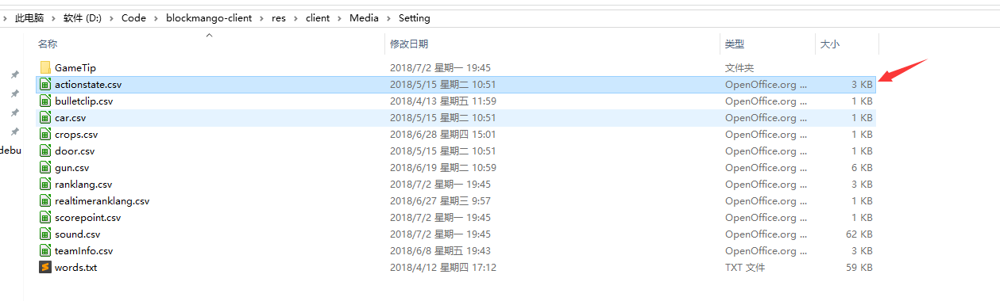 此电脑 › 软件 (D:) › Code › blockmango-client › res › client › Media › Setting
名称 修改日期 类型 大小
GameTip 2018/7/2 星期一 19:45 文件夹
actionstate.csv 2018/5/15 星期二 10:51 OpenOffice.org ... 3 KB
bulletclip.csv 2018/4/13 星期五 11:59 OpenOffice.org ... 1 KB
car.csv 2018/5/15 星期二 10:51 OpenOffice.org ... 1 KB
crops.csv 2018/6/28 星期四 15:01 OpenOffice.org ... 1 KB
debu door.csv 2018/5/15 星期二 10:51 OpenOffice.org ... 1 KB
gun.csv 2018/6/19 星期二 10:59 OpenOffice.org ... 6 KB
ranklang.csv 2018/7/2 星期一 19:45 OpenOffice.org ... 3 KB
realtimeranklang.csv 2018/6/27 星期三 9:57 OpenOffice.org ... 1 KB
scorepoint.csv 2018/7/2 星期一 19:45 OpenOffice.org ... 1 KB
sound.csv 2018/7/2 星期一 19:45 OpenOffice.org ... 62 KB
teamInfo.csv 2018/6/8 星期五 19:43 OpenOffice.org ... 3 KB
words.txt 2018/4/12 星期四 17:12 TXT 文件 59 KB